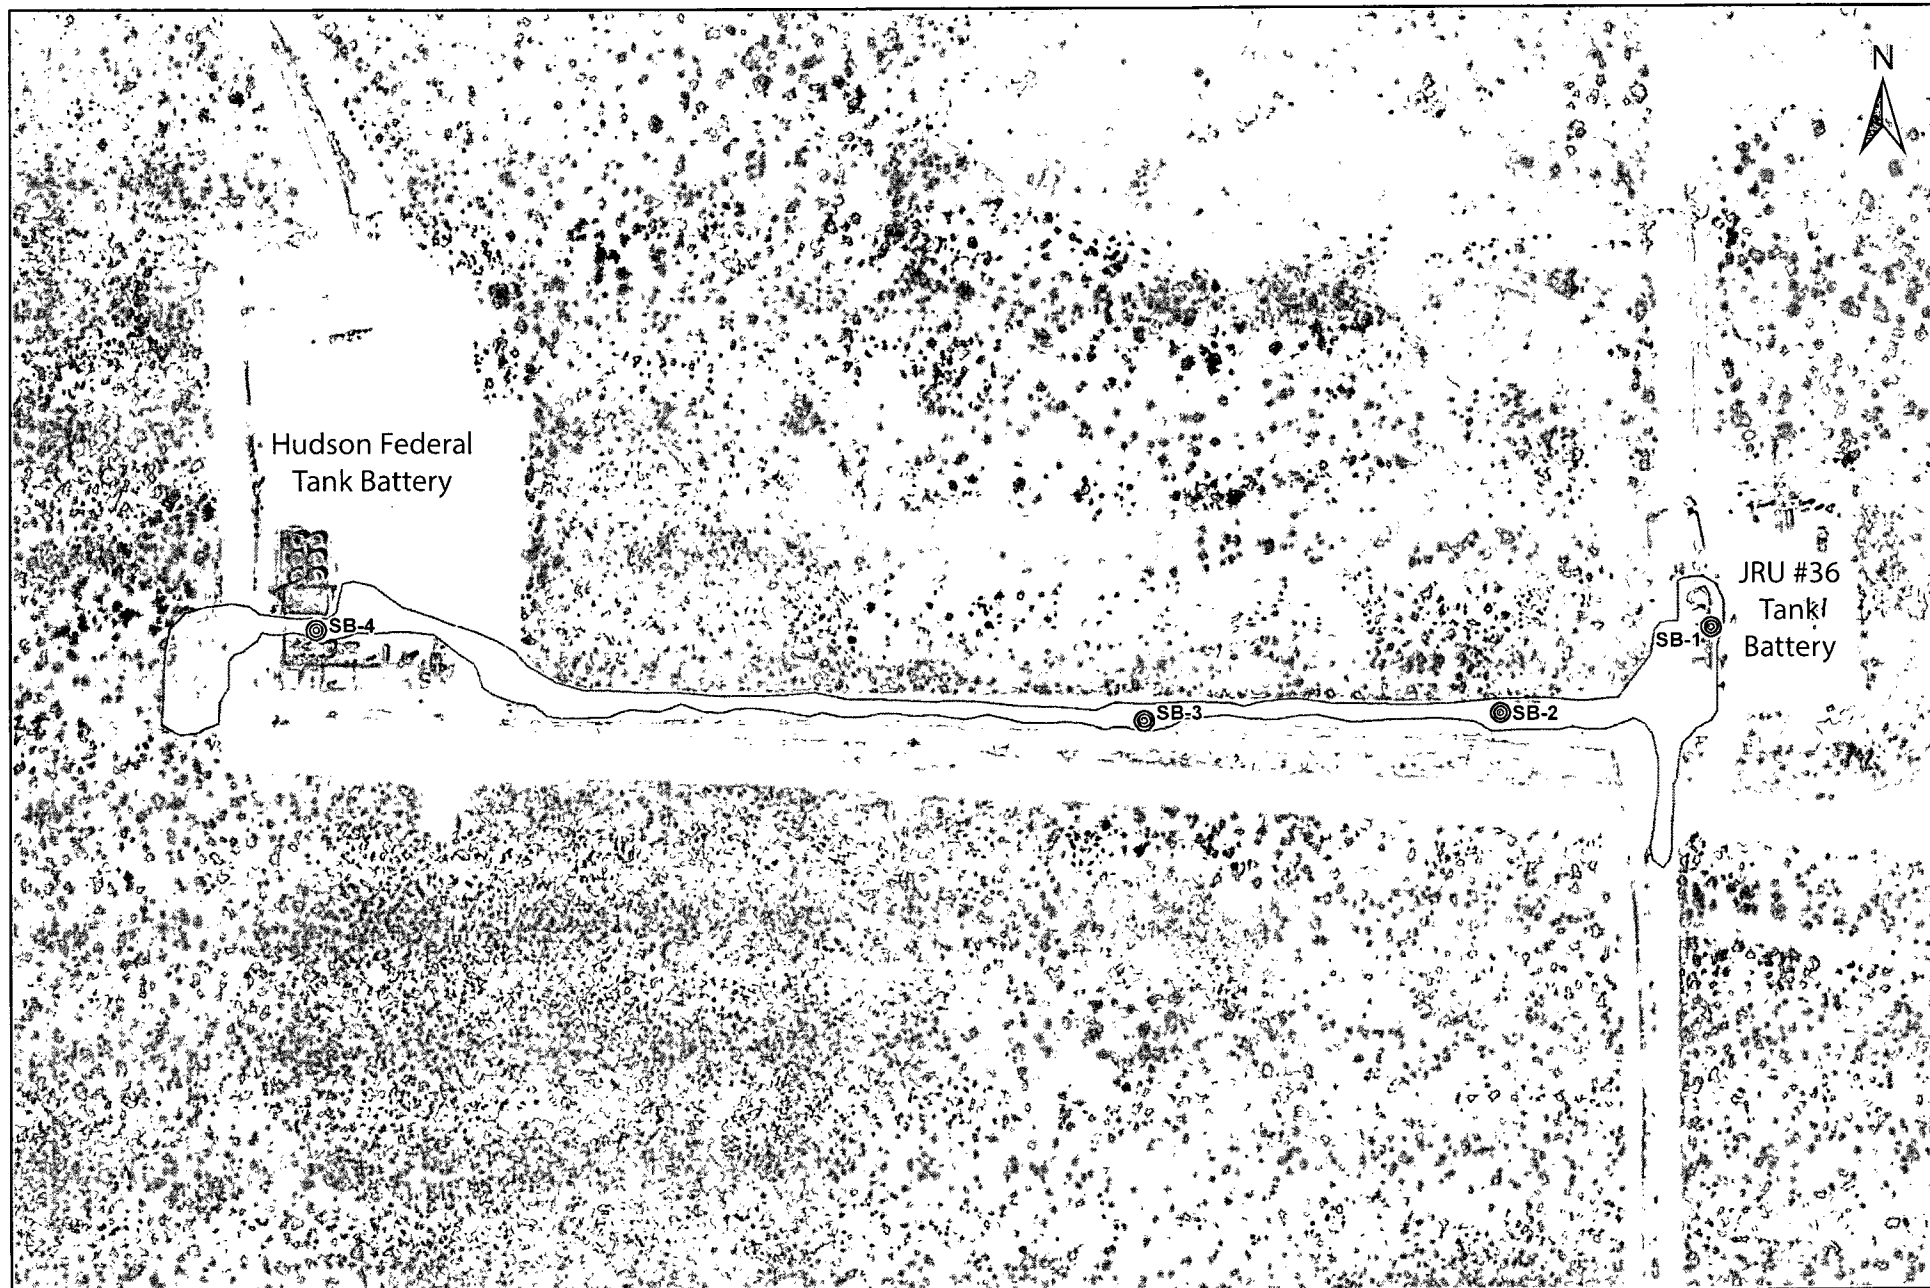 N
Hudson Federal
Tank Battery
JRU #36
Tank
Battery
SB-4
SB-1
SB-3
SB-2